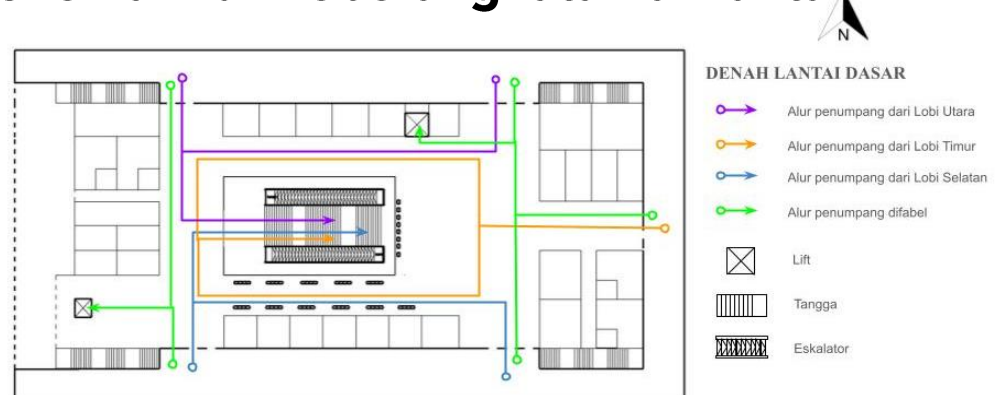 N
DENAH LANTAI DASAR
Alur penumpang dari Lobi Utara
Alur penumpang dari Lobi Timur
Alur penumpang dari Lobi Selatan
Alur penumpang difabel
Lift
Tangga
Eskalator